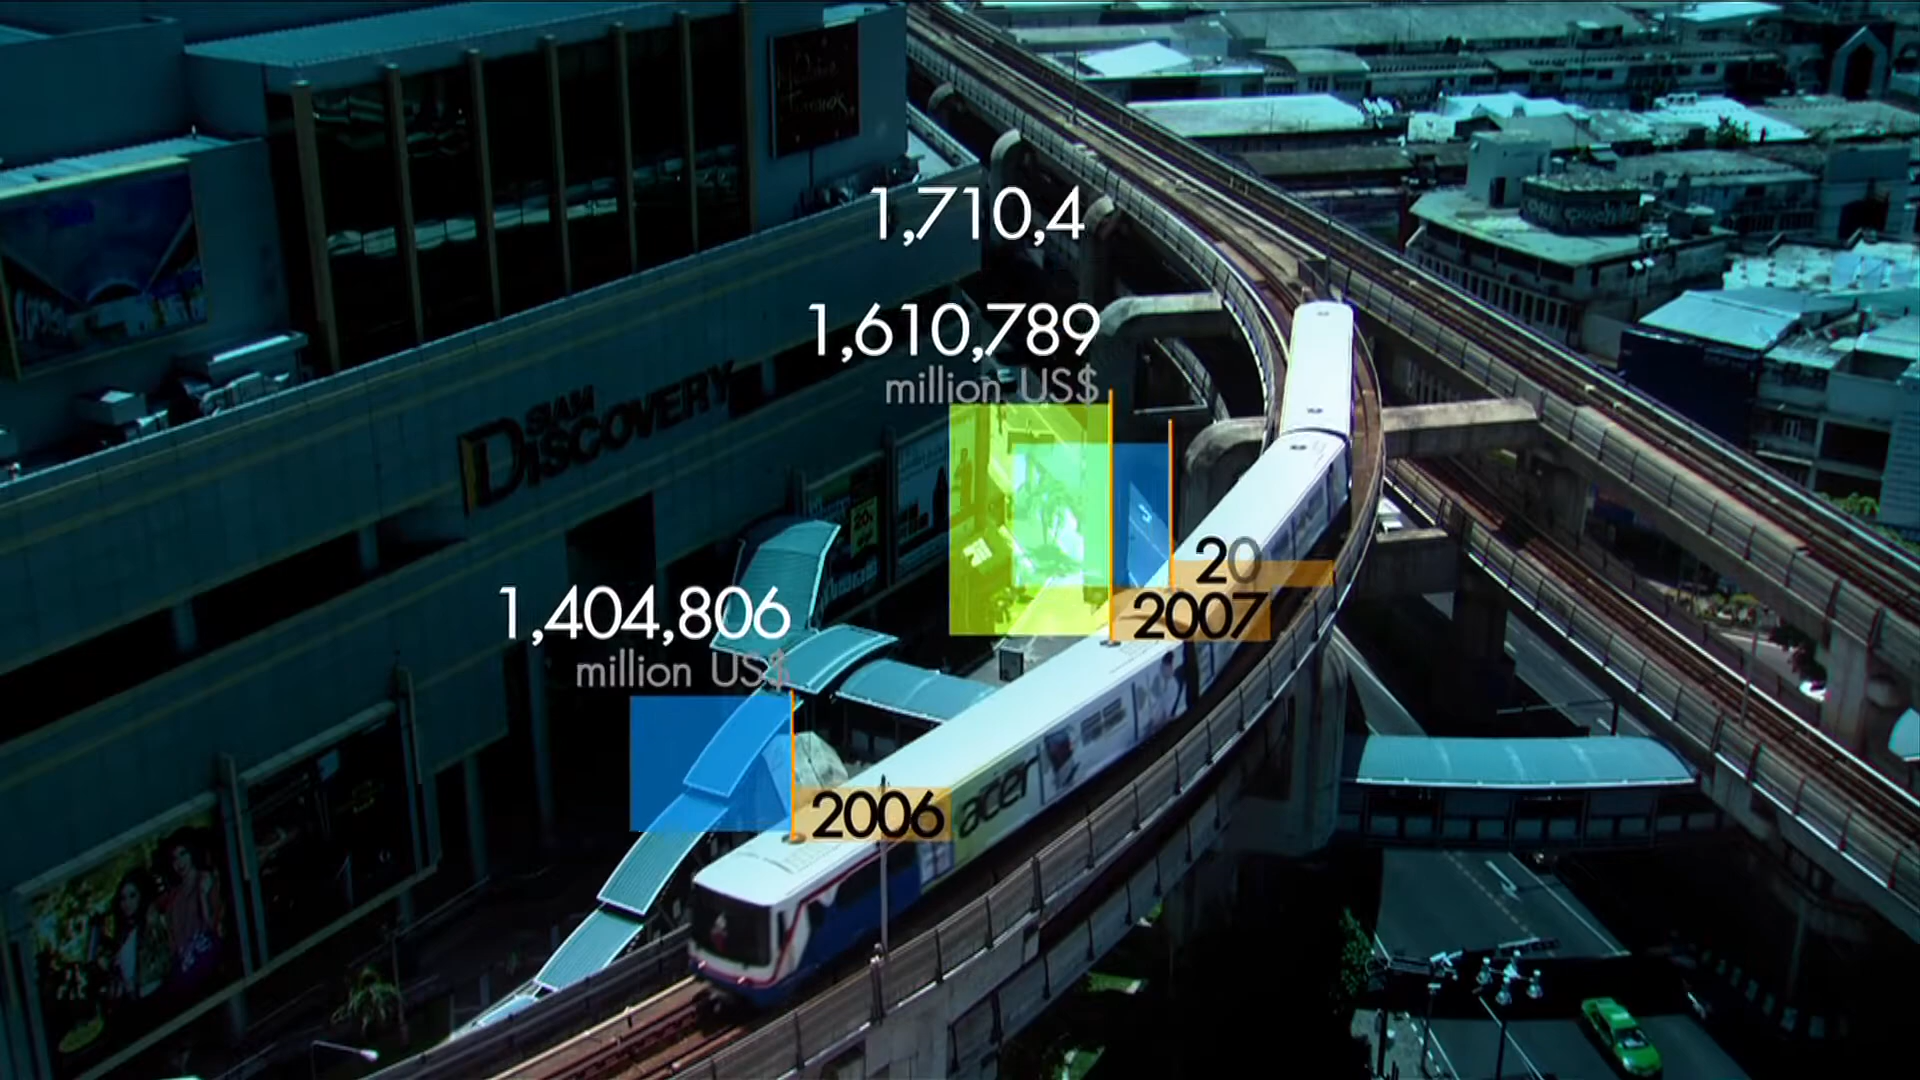 1,710,4
1,610,789
million US$
SIAM
DISCOVERY
20
2007
1,404,806
million US$
2006
acer